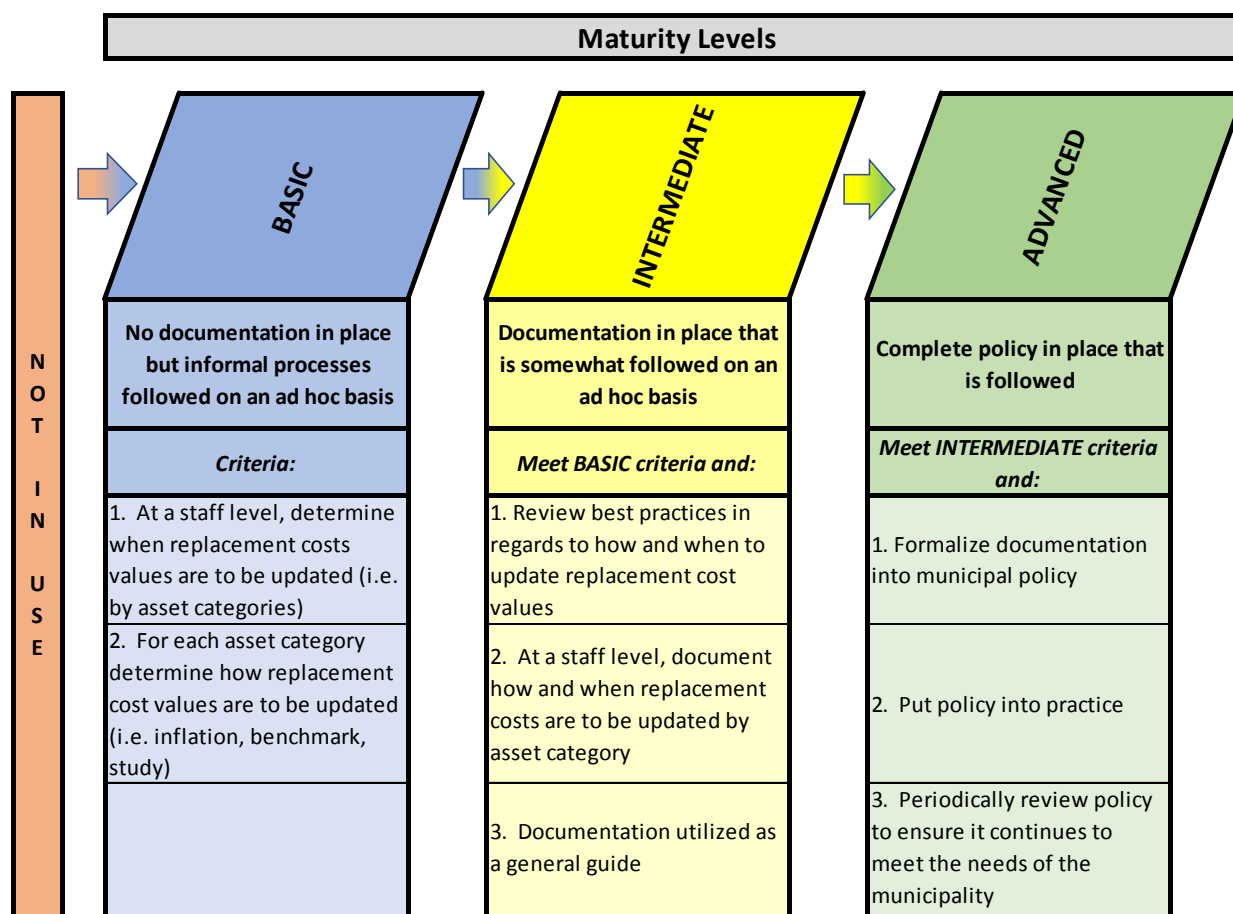 Maturity Levels
NOT IN USE
BASIC
No documentation in place
but informal processes
followed on an ad hoc basis
Criteria:
1.  At a staff level, determine
when replacement costs
values are to be updated (i.e.
by asset categories)
2.  For each asset category
determine how replacement
cost values are to be updated
(i.e. inflation, benchmark,
study)
INTERMEDIATE
Documentation in place that
is somewhat followed on an
ad hoc basis
Meet BASIC criteria and:
1. Review best practices in
regards to how and when to
update replacement cost
values
2.  At a staff level, document
how and when replacement
costs are to be updated by
asset category
3.  Documentation utilized as
a general guide
ADVANCED
Complete policy in place that
is followed
Meet INTERMEDIATE criteria
and:
1. Formalize documentation
into municipal policy
2.  Put policy into practice
3.  Periodically review policy
to ensure it continues to
meet the needs of the
municipality